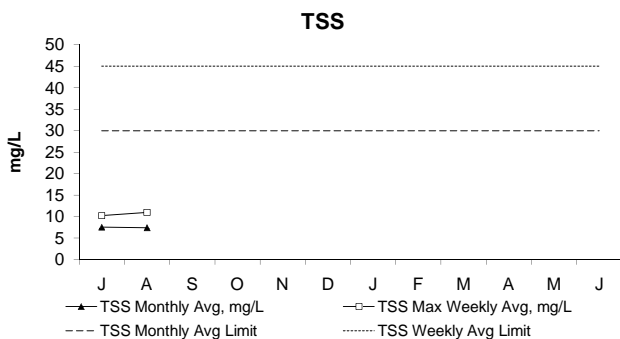 TSS
50
45
40
35
30
25
20
15
10
5
0
mg/L
J A S O N D J F M A M J
TSS Monthly Avg, mg/L TSS Max Weekly Avg, mg/L
TSS Monthly Avg Limit TSS Weekly Avg Limit